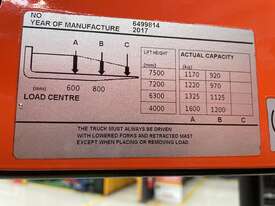 NO 6499814
YEAR OF MANUFACTURE 2017
A B C
(mm) 600 800
LOAD CENTRE
LIFT HEIGHT ACTUAL CAPACITY
(mm) (kg)
7500 1170 920
7200 1220 970
6300 1325 1125
4000 1600 1200
A B C
THE TRUCK MUST ALWAYS BE DRIVEN
WITH LOWERED FORKS AND RETRACTED MAST
EXCEPT WHEN PLACING OR REMOVING LOAD